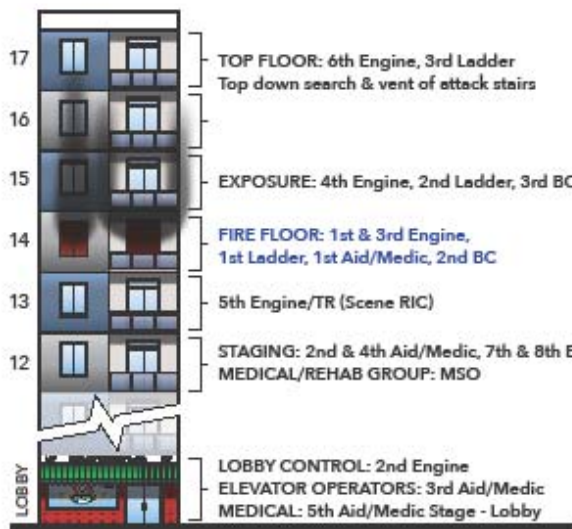 17
TOP FLOOR: 6th Engine, 3rd Ladder
Top down search & vent of attack stairs
16
15
EXPOSURE: 4th Engine, 2nd Ladder, 3rd BC
14
FIRE FLOOR: 1st & 3rd Engine,
1st Ladder, 1st Aid/Medic, 2nd BC
13
5th Engine/TR (Scene RIC)
12
STAGING: 2nd & 4th Aid/Medic, 7th & 8th
MEDICAL/REHAB GROUP: MSO
LOBBY
LOBBY CONTROL: 2nd Engine
ELEVATOR OPERATORS: 3rd Aid/Medic
MEDICAL: 5th Aid/Medic Stage - Lobby